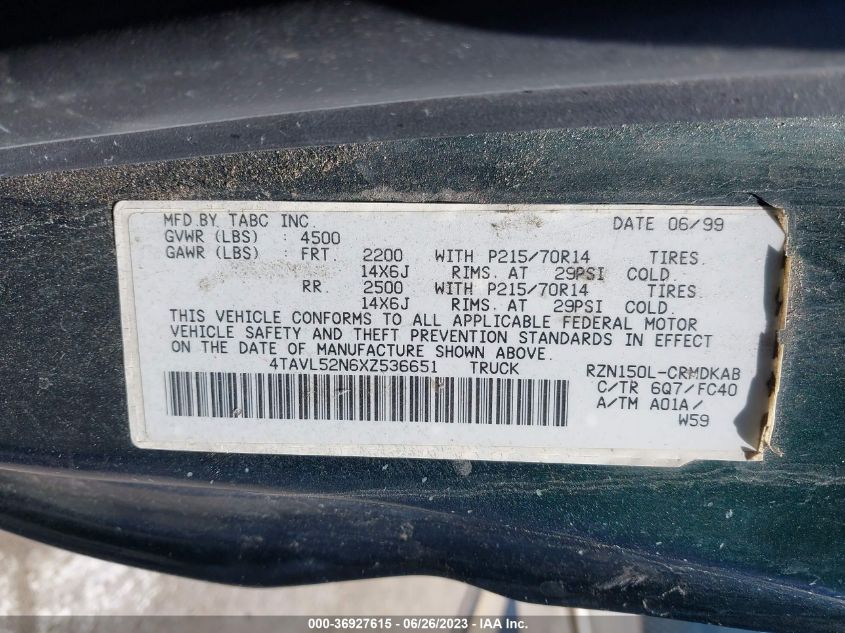 MFD.BY TABC INC. DATE 06/99
GVWR (LBS) : 4500
GAWR (LBS) : FRT 2200 WITH P215/70R14 TIRES
14X6J RIMS. AT 29PSI COLD.
RR 2500 WITH P215/70R14 TIRES
14X6J RIMS. AT 29PSI COLD.
THIS VEHICLE CONFORMS TO ALL APPLICABLE FEDERAL MOTOR
VEHICLE SAFETY AND THEFT PREVENTION STANDARDS IN EFFECT
ON THE DATE OF MANUFACTURE SHOWN ABOVE.
4TAVL52N6XZ536651 TRUCK RZN150L-CRMDKAB
C/TR 6Q7/FC40
A/TM A01A/
W59
000-36927615 - 06/26/2023 - IAA Inc.